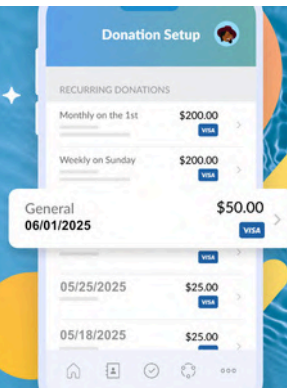 Donation Setup
RECURRING DONATIONS
Monthly on the 1st $200.00
VISA
Weekly on Sunday $200.00
VISA
General $50.00
06/01/2025 VISA
VISA
05/25/2025 $25.00
VISA
05/18/2025 $25.00